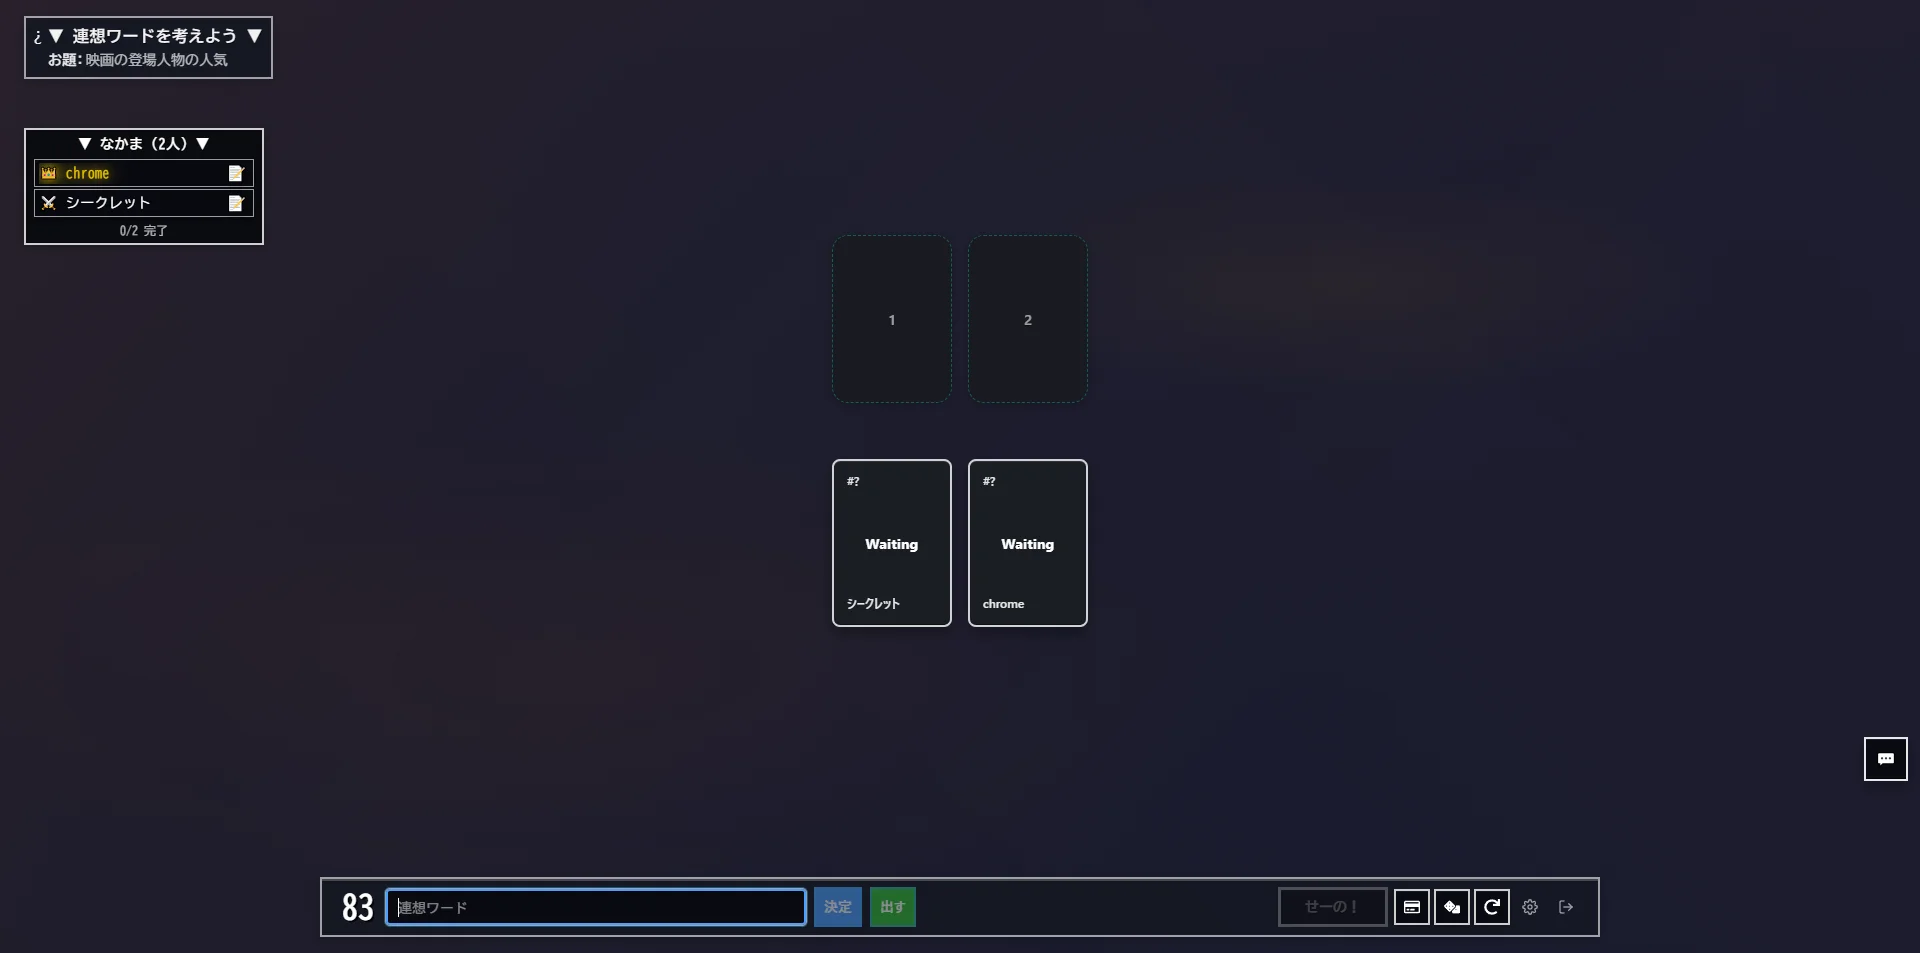 ¿ ▼ 連想ワードを考えよう ▼
お題: 映画の登場人物の人気
▼ なかま (2人) ▼
chrome
シークレット
0/2 完了
1
2
#?
Waiting
シークレット
#?
Waiting
chrome
83 連想ワード 決定 出す せーの！